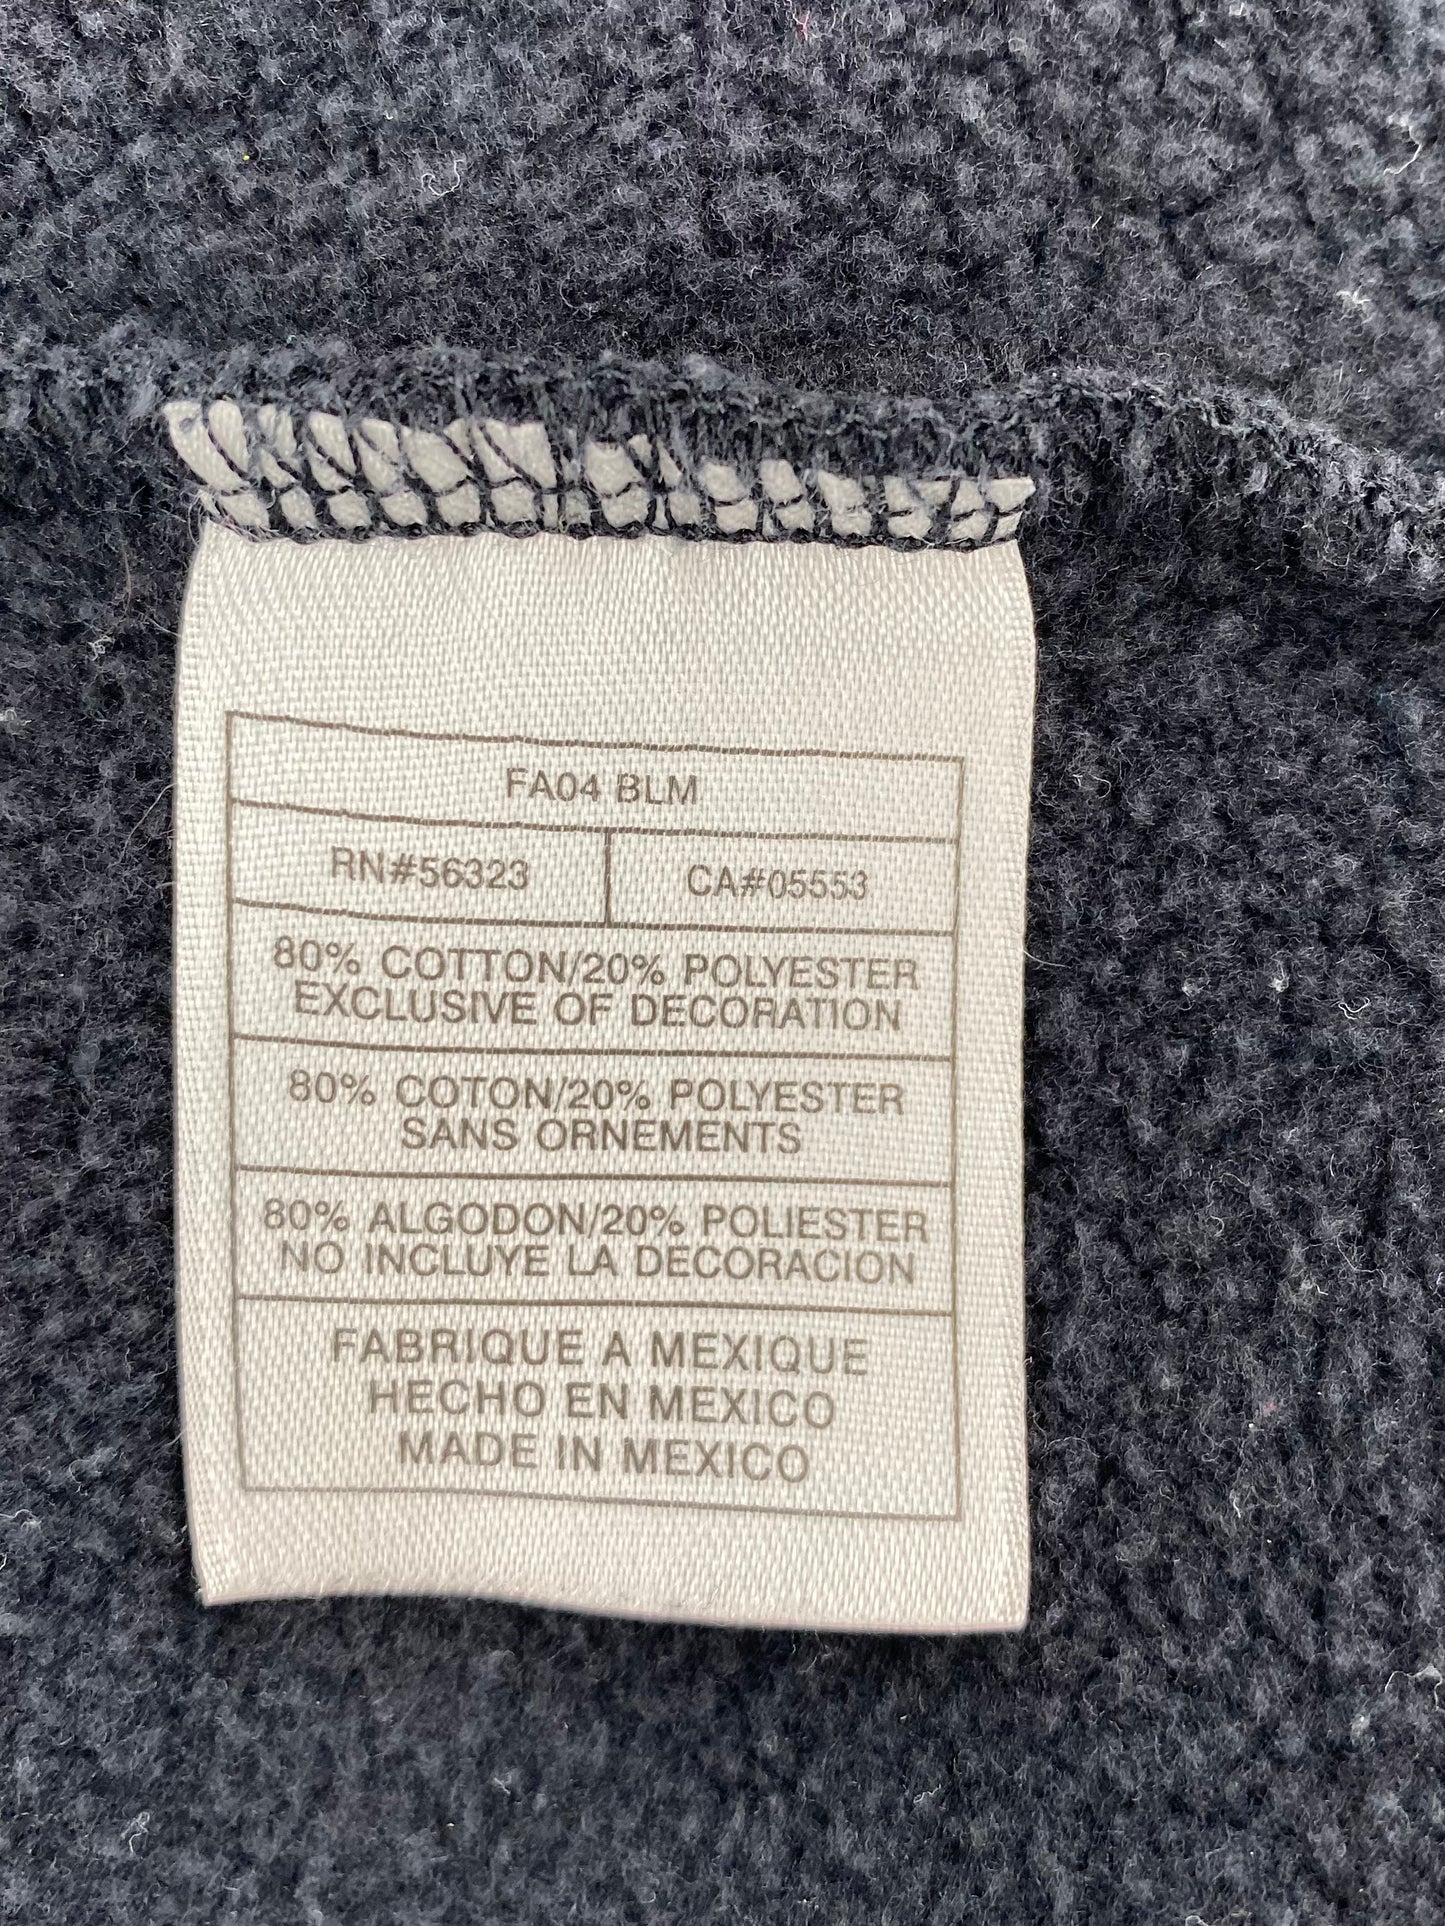 FA04 BLM
RN#56323 CA#05553
80% COTTON/20% POLYESTER
EXCLUSIVE OF DECORATION
80% COTON/20% POLYESTER
SANS ORNEMENTS
80% ALGODON/20% POLIESTER
NO INCLUYE LA DECORACION
FABRIQUE A MEXIQUE
HECHO EN MEXICO
MADE IN MEXICO